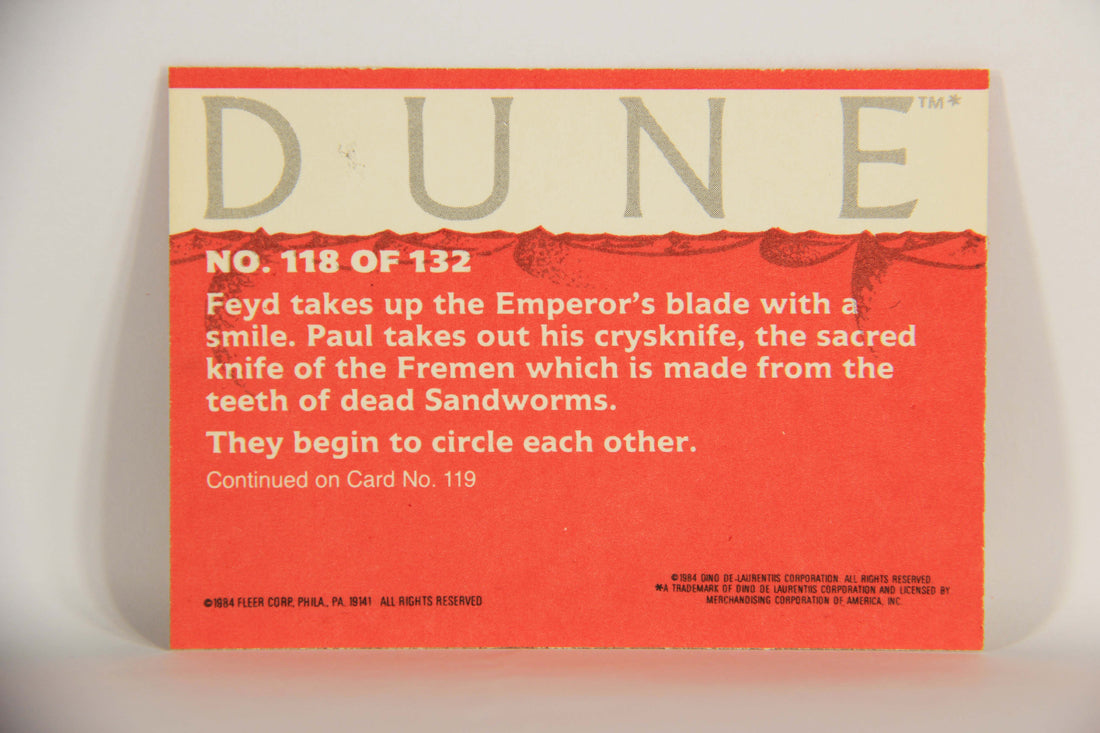 DUNE™*
NO. 118 OF 132
Feyd takes up the Emperor's blade with a
smile. Paul takes out his crysknife, the sacred
knife of the Fremen which is made from the
teeth of dead Sandworms.
They begin to circle each other.
Continued on Card No. 119
©1984 FLEER CORP., PHILA., PA. 19141 ALL RIGHTS RESERVED
©1984 DINO DE-LAURENTIIS CORPORATION. ALL RIGHTS RESERVED.
*A TRADEMARK OF DINO DE LAURENTIIS CORPORATION AND LICENSED BY
MERCHANDISING CORPORATION OF AMERICA, INC.